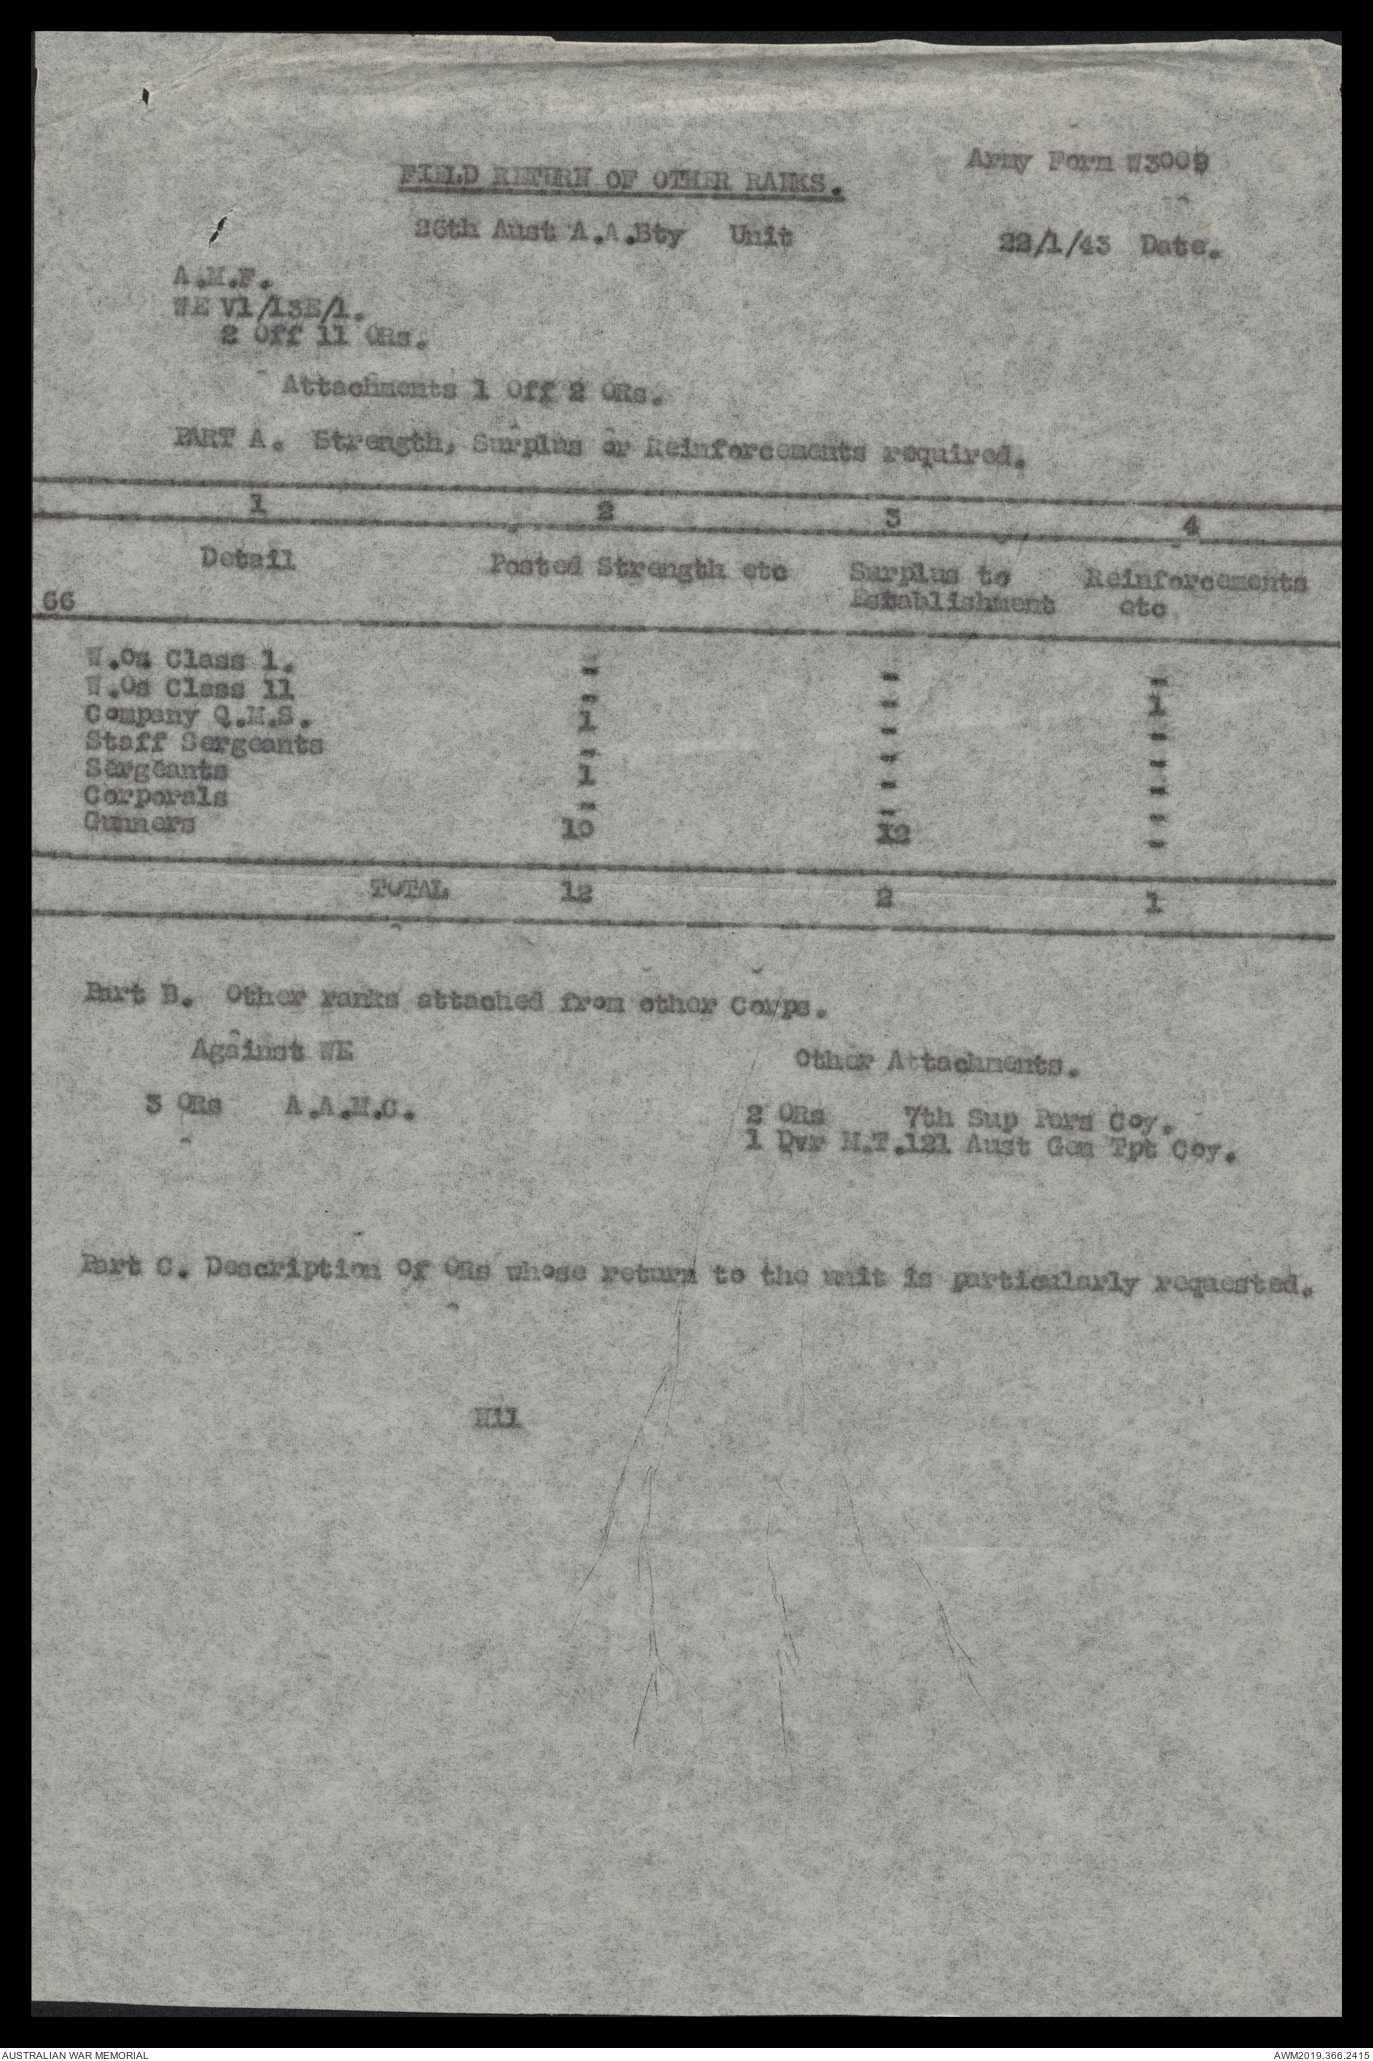 Army Form W3009
FIELD RETURN OF OTHER RANKS.
26th Aust A.A.Bty Unit 22/1/43 Date.
A.M.F.
WE V1/13E/1.
2 Off 11 ORs.
Attachments 1 Off 2 ORs.
PART A. Strength, Surplus or Reinforcements required.
1 2 3 4
Detail Posted Strength etc Surplus to Reinforcements
66 Establishment etc
W.Os Class 1. - - -
W.Os Class 11 - - 1
Company Q.M.S. 1 - -
Staff Sergeants - - -
Sergeants 1 - -
Corporals - - -
Gunners 10 -
TOTAL 12 2 1
Part B. Other ranks attached from other Corps.
Against WE Other Attachments.
3 ORs A.A.M.C. 2 ORs 7th Sup Pers Coy.
1 Dvr M.T.121 Aust Gen Tpt Coy.
Part C. Description Of ORs whose return to the unit is particularly requested.
Nil
AUSTRALIAN WAR MEMORIAL AWM2019.366.2415